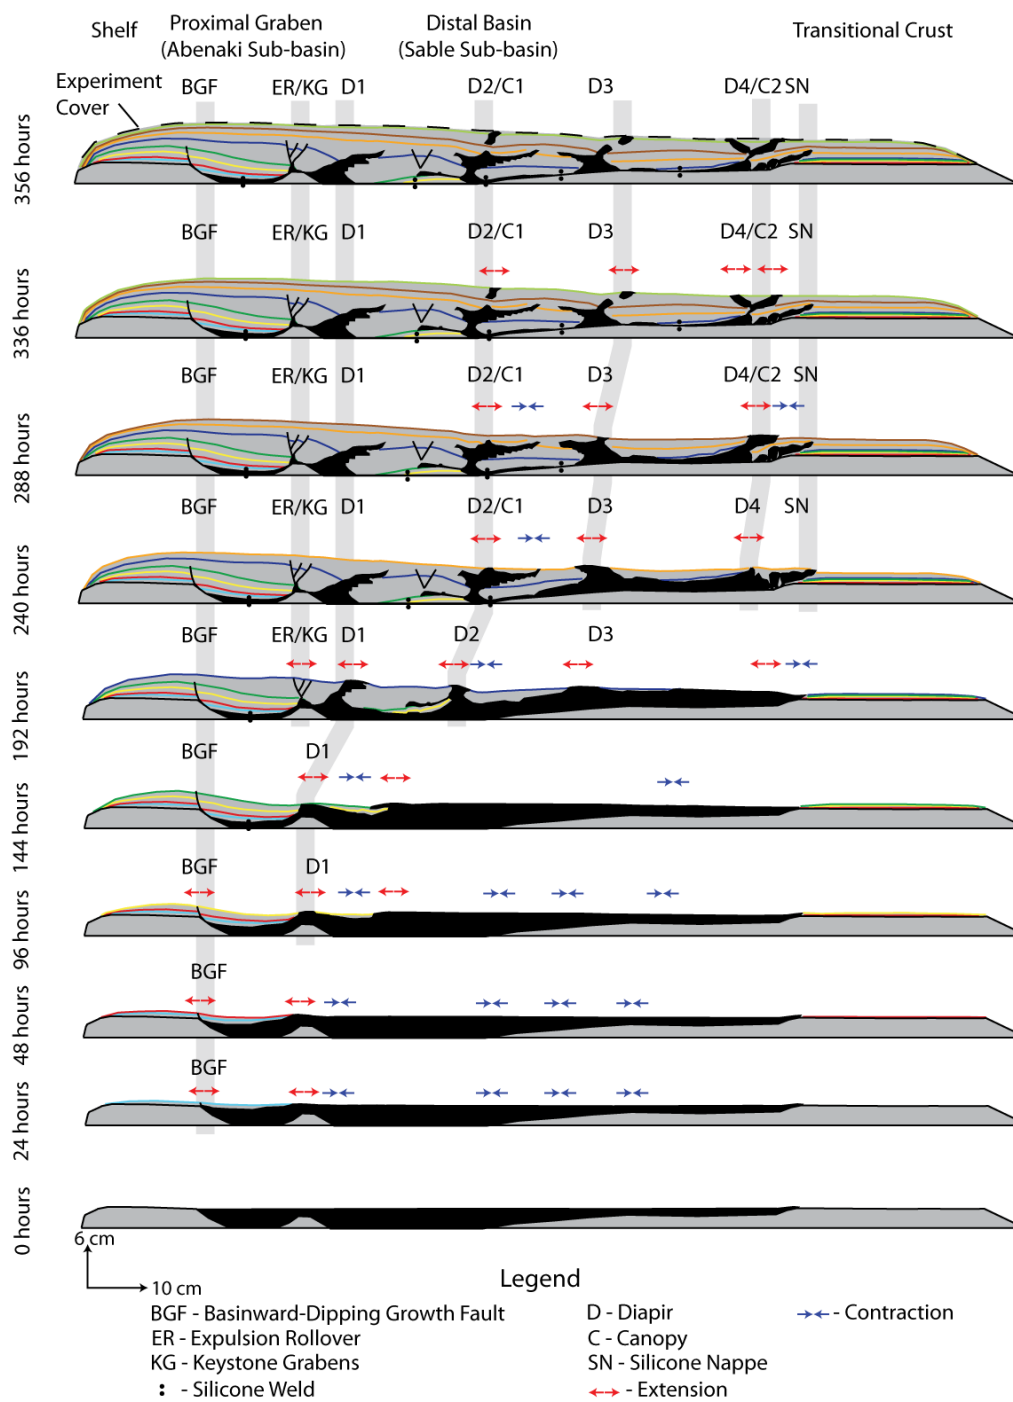 Shelf
Proximal Graben
(Abenaki Sub-basin)
Distal Basin
(Sable Sub-basin)
Transitional Crust
Experiment
Cover
BGF ER/KG D1 D2/C1 D3 D4/C2 SN
356 hours
BGF ER/KG D1 D2/C1 D3 D4/C2 SN
336 hours
BGF ER/KG D1 D2/C1 D3 D4/C2 SN
288 hours
BGF ER/KG D1 D2/C1 D3 D4 SN
240 hours
BGF ER/KG D1 D2 D3
192 hours
BGF D1
144 hours
BGF D1
96 hours
BGF
48 hours
BGF
24 hours
0 hours
6 cm
10 cm
Legend
BGF - Basinward-Dipping Growth Fault
ER - Expulsion Rollover
KG - Keystone Grabens
- Silicone Weld
D - Diapir
C - Canopy
SN - Silicone Nappe
- Extension
- Contraction